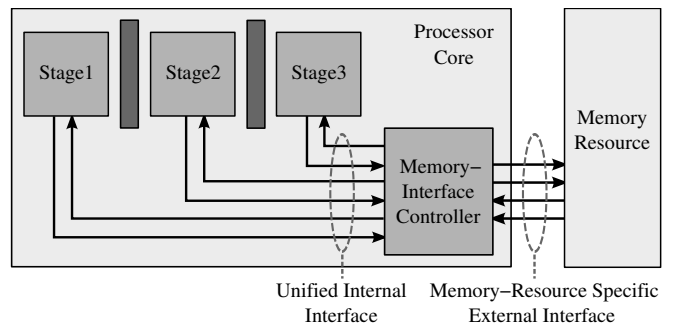 Processor
Core
Stage1
Stage2
Stage3
Memory
Resource
Memory−
Interface
Controller
Unified Internal
Interface
Memory−Resource Specific
External Interface